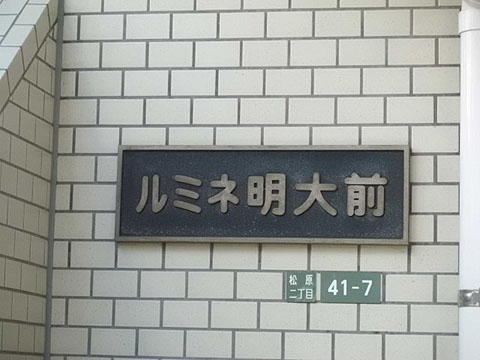 ルミネ明大前
松原
二丁目
41-7